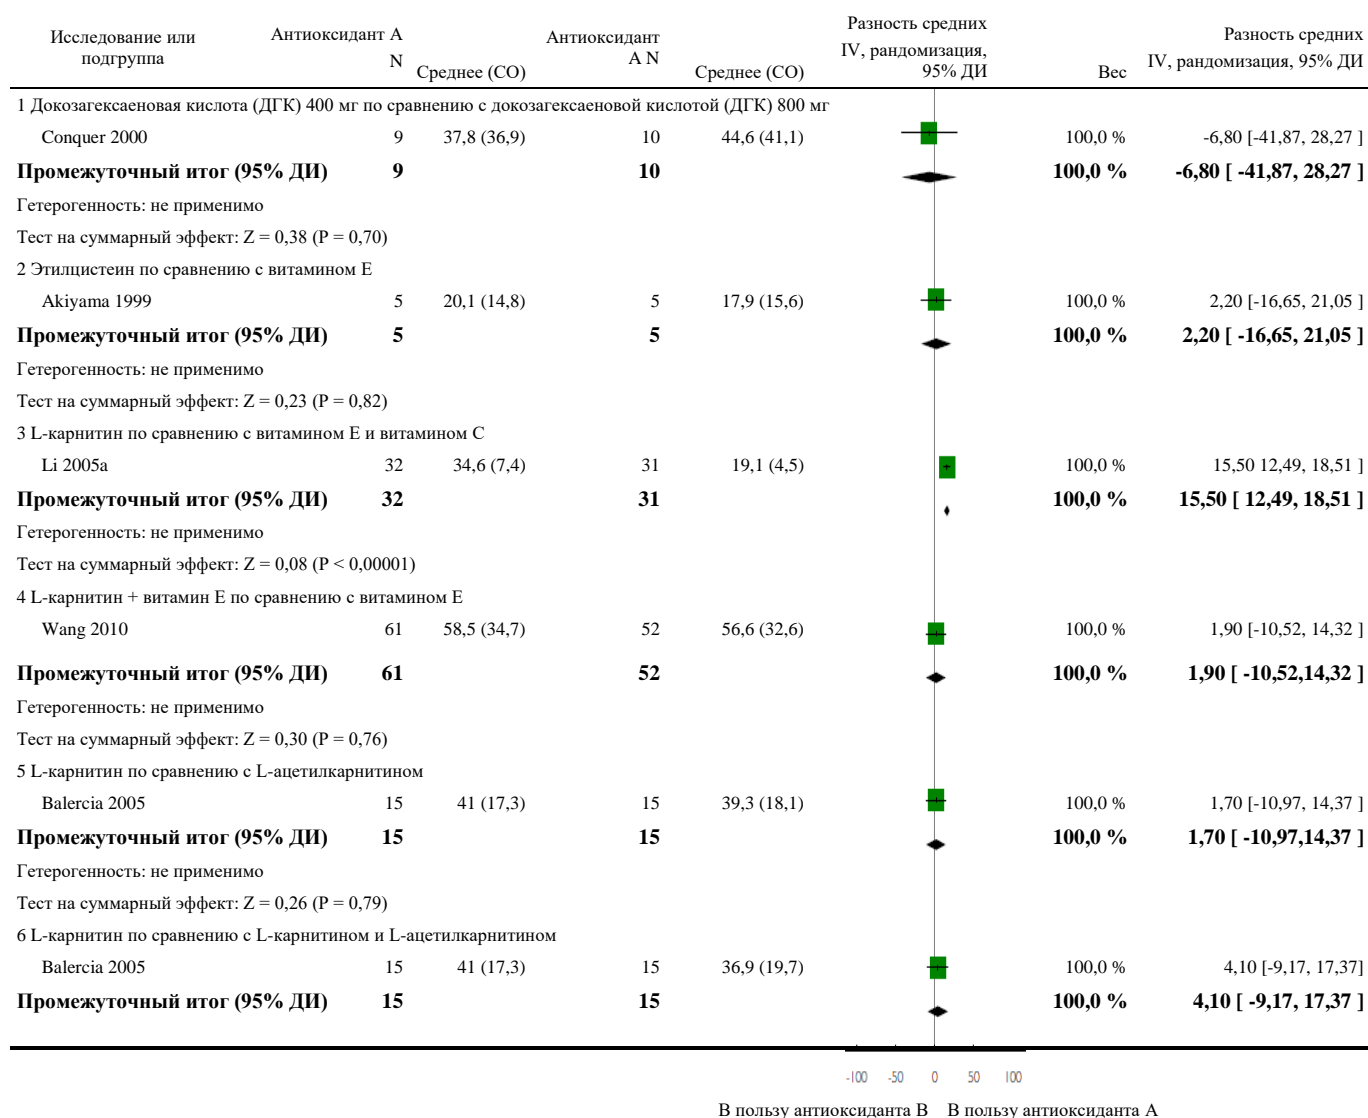 Исследование или подгруппа Антиоксидант A N Среднее (СО) Антиоксидант A N Среднее (СО) Разность средних IV, рандомизация, 95% ДИ Вес Разность средних IV, рандомизация, 95% ДИ
1 Докозагексаеновая кислота (ДГК) 400 мг по сравнению с докозагексаеновой кислотой (ДГК) 800 мг
Conquer 2000 9 37,8 (36,9) 10 44,6 (41,1) 100,0 % -6,80 [-41,87, 28,27 ]
Промежуточный итог (95% ДИ) 9 10 100,0 % -6,80 [ -41,87, 28,27 ]
Гетерогенность: не применимо
Тест на суммарный эффект: Z = 0,38 (P = 0,70)
2 Этилцистеин по сравнению с витамином Е
Akiyama 1999 5 20,1 (14,8) 5 17,9 (15,6) 100,0 % 2,20 [-16,65, 21,05 ]
Промежуточный итог (95% ДИ) 5 5 100,0 % 2,20 [ -16,65, 21,05 ]
Гетерогенность: не применимо
Тест на суммарный эффект: Z = 0,23 (P = 0,82)
3 L-карнитин по сравнению с витамином Е и витамином С
Li 2005a 32 34,6 (7,4) 31 19,1 (4,5) 100,0 % 15,50 12,49, 18,51 ]
Промежуточный итог (95% ДИ) 32 31 100,0 % 15,50 [ 12,49, 18,51 ]
Гетерогенность: не применимо
Тест на суммарный эффект: Z = 0,08 (P < 0,00001)
4 L-карнитин + витамин Е по сравнению с витамином Е
Wang 2010 61 58,5 (34,7) 52 56,6 (32,6) 100,0 % 1,90 [-10,52, 14,32 ]
Промежуточный итог (95% ДИ) 61 52 100,0 % 1,90 [ -10,52,14,32 ]
Гетерогенность: не применимо
Тест на суммарный эффект: Z = 0,30 (P = 0,76)
5 L-карнитин по сравнению с L-ацетилкарнитином
Balercia 2005 15 41 (17,3) 15 39,3 (18,1) 100,0 % 1,70 [-10,97, 14,37 ]
Промежуточный итог (95% ДИ) 15 15 100,0 % 1,70 [ -10,97,14,37 ]
Гетерогенность: не применимо
Тест на суммарный эффект: Z = 0,26 (P = 0,79)
6 L-карнитин по сравнению с L-карнитином и L-ацетилкарнитином
Balercia 2005 15 41 (17,3) 15 36,9 (19,7) 100,0 % 4,10 [-9,17, 17,37]
Промежуточный итог (95% ДИ) 15 15 100,0 % 4,10 [ -9,17, 17,37 ]
-100 -50 0 50 100
В пользу антиоксиданта B В пользу антиоксиданта A